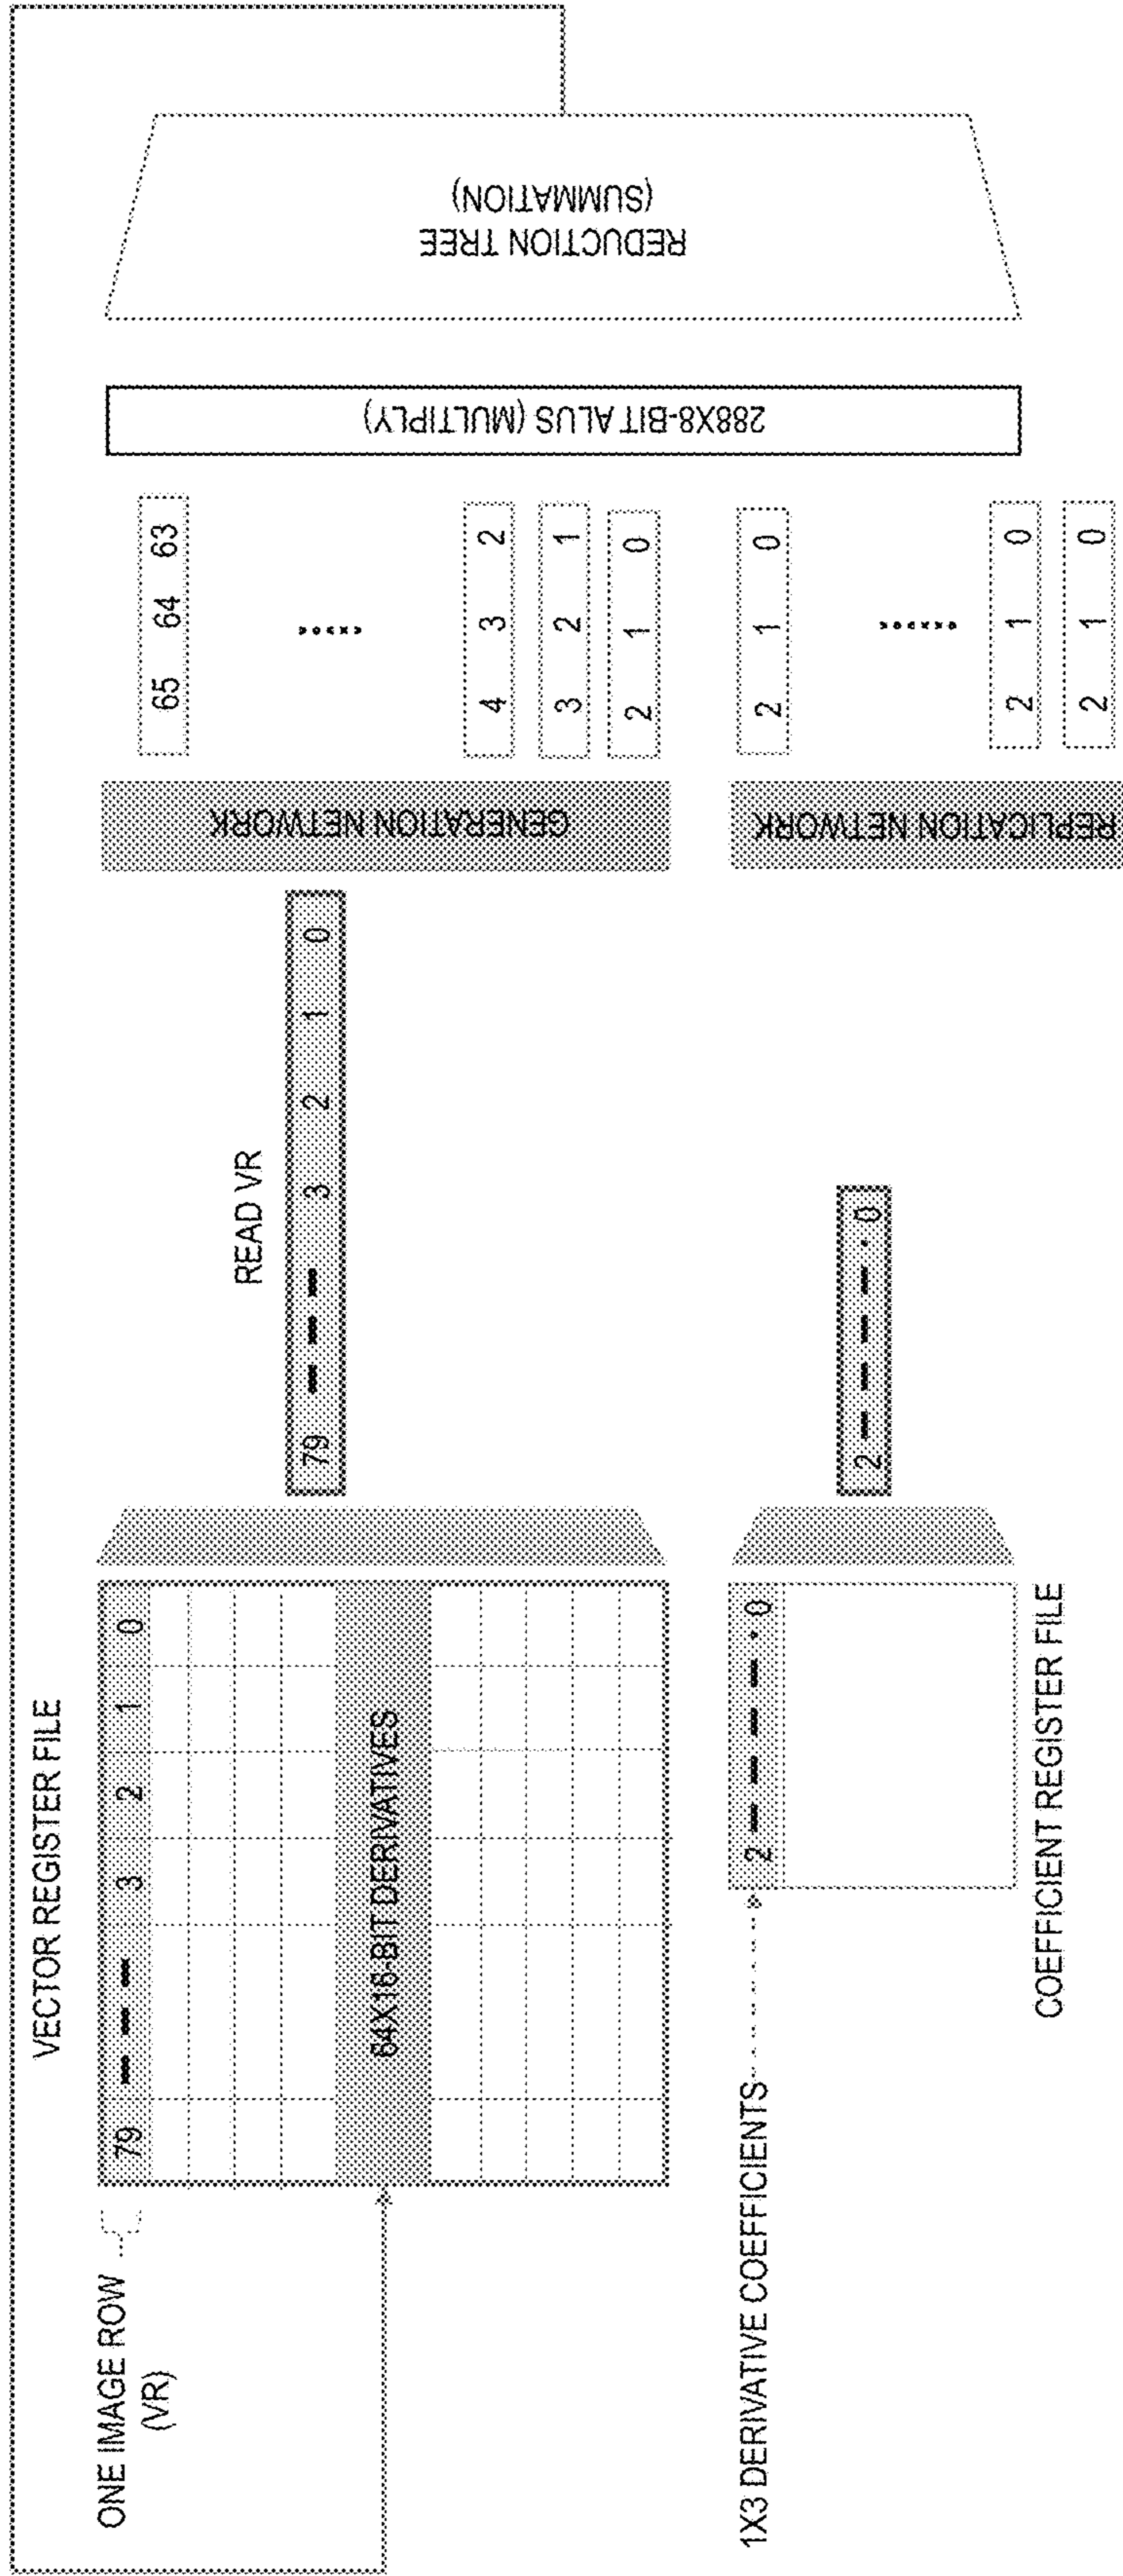 VECTOR REGISTER FILE
ONE IMAGE ROW
(VR)
79 3 2 1 0
64X16-BIT DERIVATIVES
READ VR
79 3 2 1 0
GENERATION NETWORK
65 64 63
4 3 2
3 2 1
2 1 0
1X3 DERIVATIVE COEFFICIENTS
2 0
COEFFICIENT REGISTER FILE
2 0
REPLICATION NETWORK
2 1 0
2 1 0
2 1 0
288X8-BIT ALUS (MULTIPLY)
REDUCTION TREE
(SUMMATION)